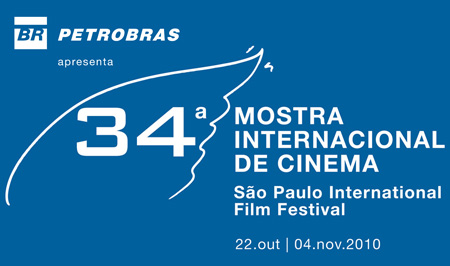 BR PETROBRAS
apresenta
34ª
MOSTRA
INTERNACIONAL
DE CINEMA
São Paulo International
Film Festival
22.out | 04.nov.2010